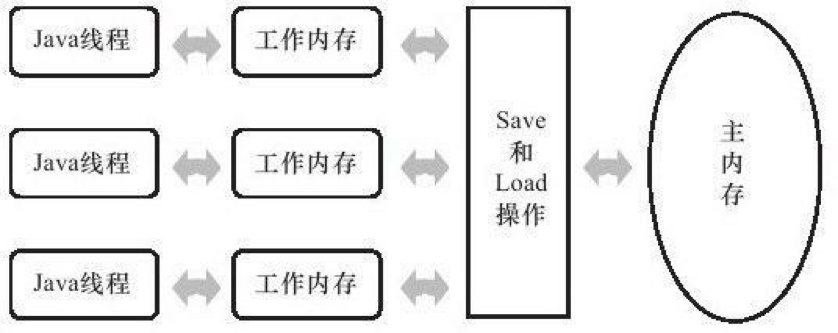 Java线程
工作内存
Java线程
工作内存
Java线程
工作内存
Save
和
Load
操作
主
内
存